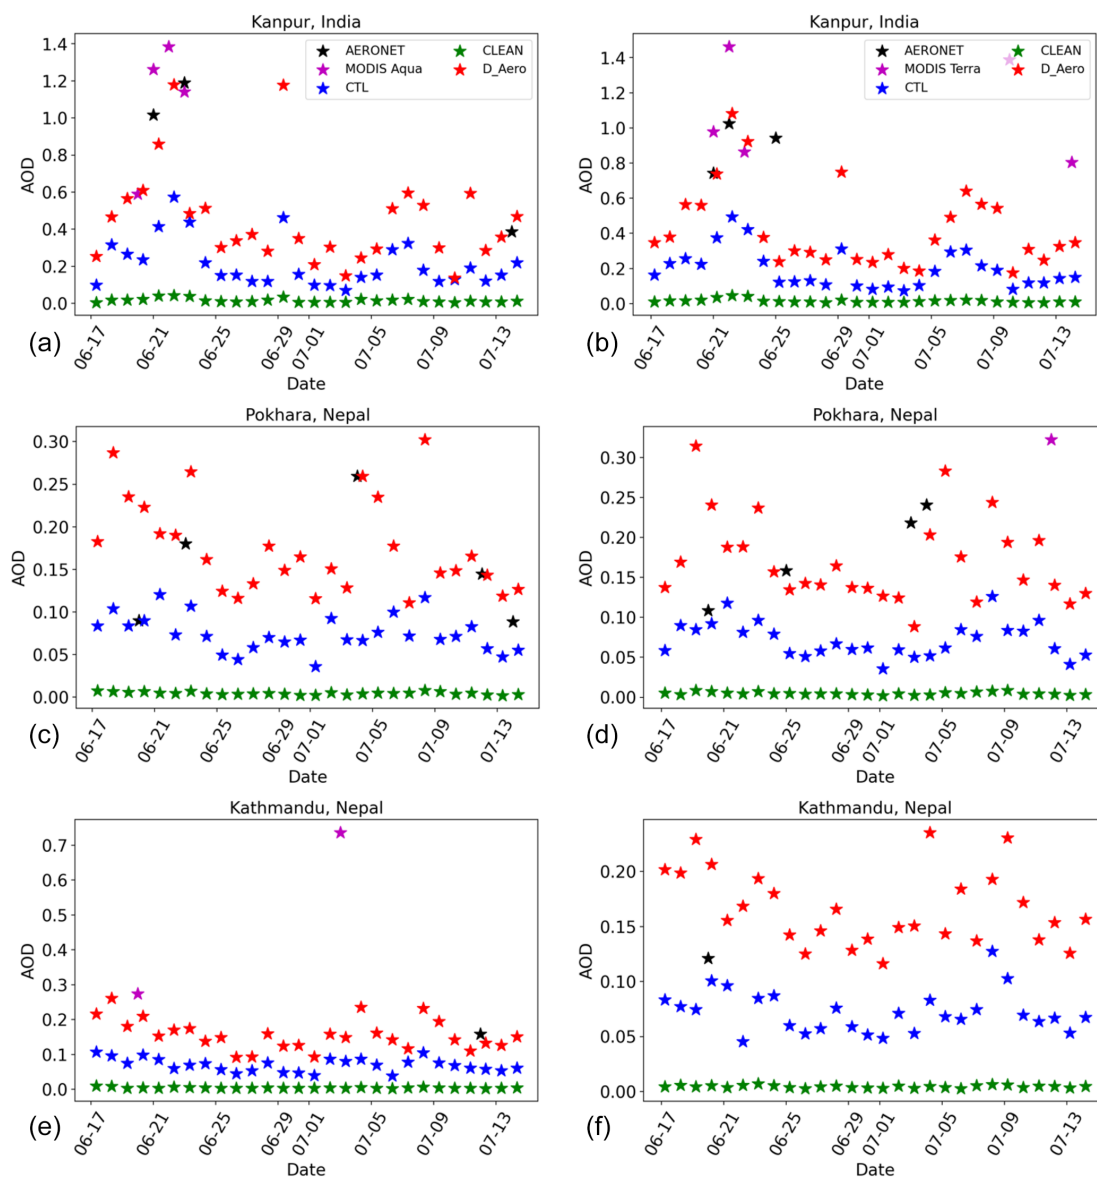 Kanpur, India
AERONET
MODIS Aqua
CTL
CLEAN
D_Aero
1.4
1.2
1.0
0.8
0.6
0.4
0.2
0.0
AOD
06-17
06-21
06-25
06-29
07-01
07-05
07-09
07-13
Date
(a)
Kanpur, India
AERONET
MODIS Terra
CTL
CLEAN
D_Aero
1.4
1.2
1.0
0.8
0.6
0.4
0.2
0.0
AOD
06-17
06-21
06-25
06-29
07-01
07-05
07-09
07-13
Date
(b)
Pokhara, Nepal
0.30
0.25
0.20
0.15
0.10
0.05
0.00
AOD
06-17
06-21
06-25
06-29
07-01
07-05
07-09
07-13
Date
(c)
Pokhara, Nepal
0.30
0.25
0.20
0.15
0.10
0.05
0.00
AOD
06-17
06-21
06-25
06-29
07-01
07-05
07-09
07-13
Date
(d)
Kathmandu, Nepal
0.7
0.6
0.5
0.4
0.3
0.2
0.1
0.0
AOD
06-17
06-21
06-25
06-29
07-01
07-05
07-09
07-13
Date
(e)
Kathmandu, Nepal
0.20
0.15
0.10
0.05
0.00
AOD
06-17
06-21
06-25
06-29
07-01
07-05
07-09
07-13
Date
(f)